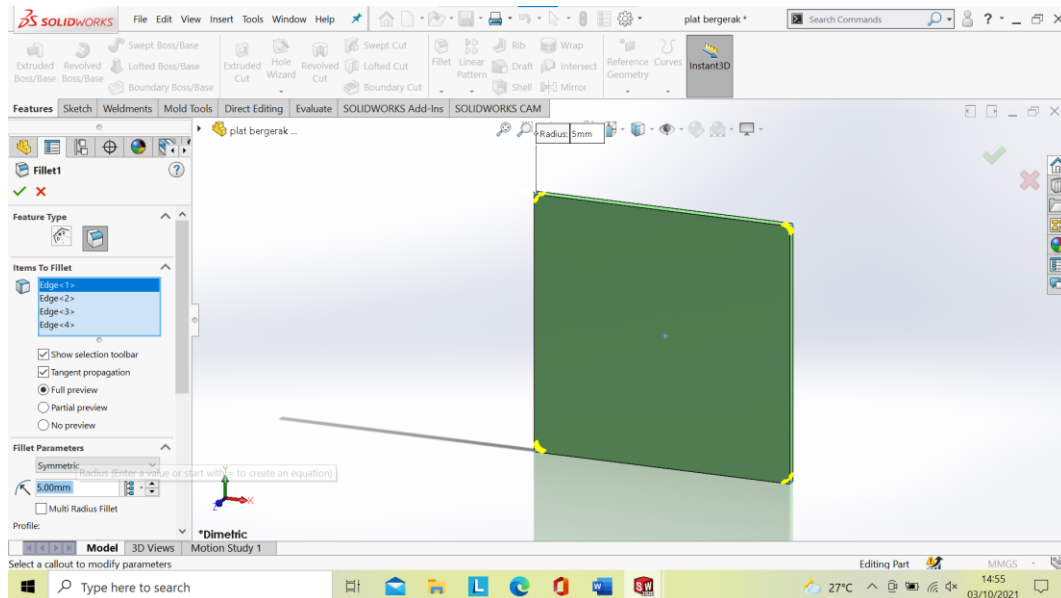 SOLIDWORKS File Edit View Insert Tools Window Help plat bergerak * Search Commands
Extruded Boss/Base
Revolved Boss/Base
Swept Boss/Base
Lofted Boss/Base
Boundary Boss/Base
Extruded Cut
Hole Wizard
Revolved Cut
Swept Cut
Lofted Cut
Boundary Cut
Fillet
Linear Pattern
Rib
Draft
Shell
Wrap
Intersect
Mirror
Reference Geometry
Curves
Instant3D
Features Sketch Weldments Mold Tools Direct Editing Evaluate SOLIDWORKS Add-Ins SOLIDWORKS CAM
plat bergerak ...
Radius: 5mm
Fillet1
Feature Type
Items To Fillet
Edge<1>
Edge<2>
Edge<3>
Edge<4>
Show selection toolbar
Tangent propagation
Full preview
Partial preview
No preview
Fillet Parameters
Symmetric
Radius (Enter a value or start with = to create an equation)
5.00mm
Multi Radius Fillet
Profile:
Y
X
Z
*Dimetric
Model 3D Views Motion Study 1
Select a callout to modify parameters Editing Part MMGS
Type here to search 27°C 14:55
03/10/2021